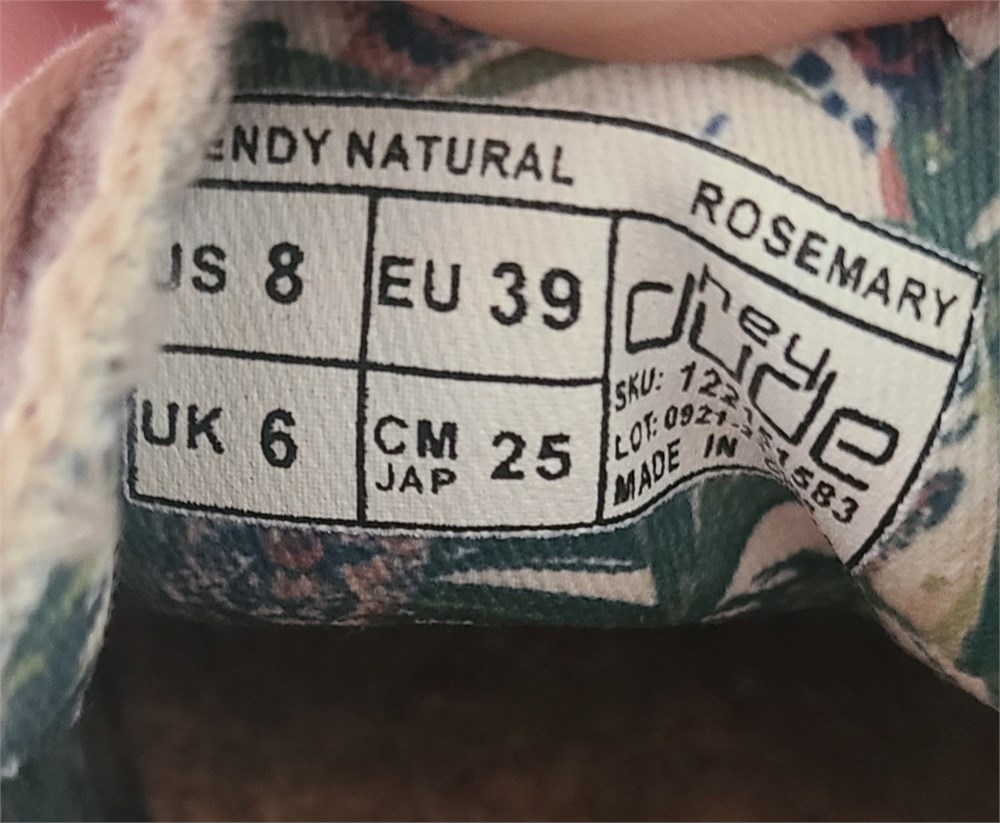 ENDY NATURAL ROSEMARY
US 8 EU 39
UK 6 CM JAP 25
hey
dude
SKU:
LOT:
MADE IN